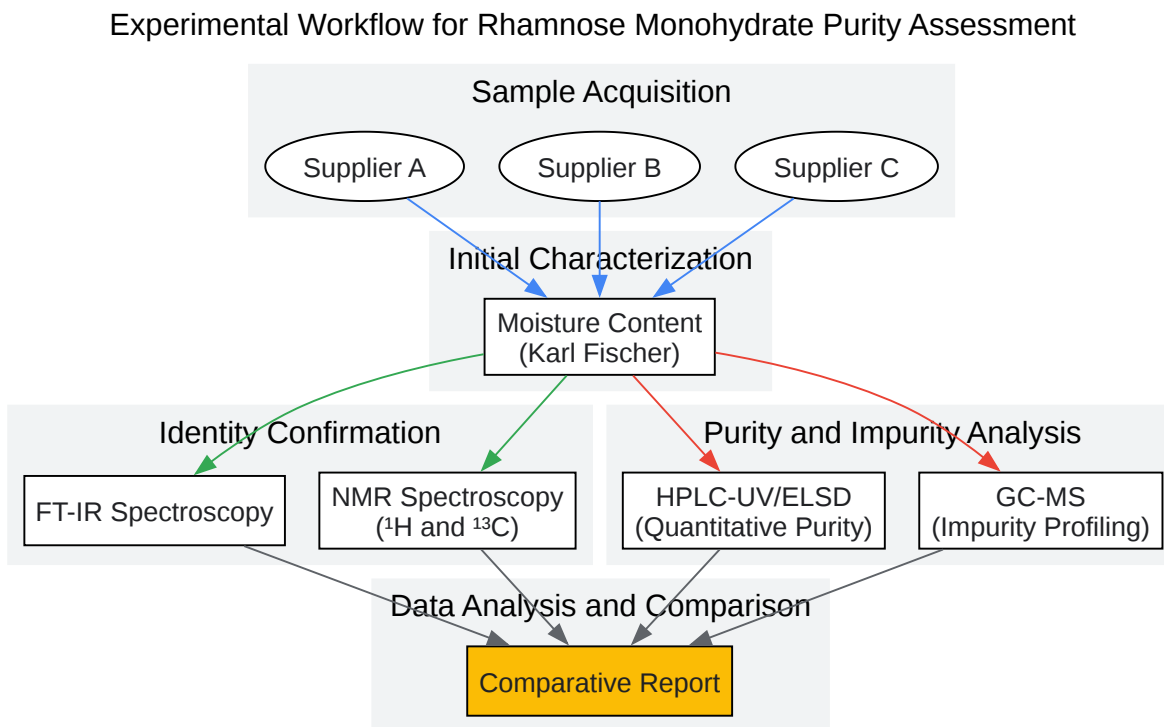 Experimental Workflow for Rhamnose Monohydrate Purity Assessment
Sample Acquisition
Supplier A
Supplier B
Supplier C
Initial Characterization
Moisture Content
(Karl Fischer)
Identity Confirmation
Purity and Impurity Analysis
FT-IR Spectroscopy
NMR Spectroscopy
(¹H and ¹³C)
HPLC-UV/ELSD
(Quantitative Purity)
GC-MS
(Impurity Profiling)
Data Analysis and Comparison
Comparative Report